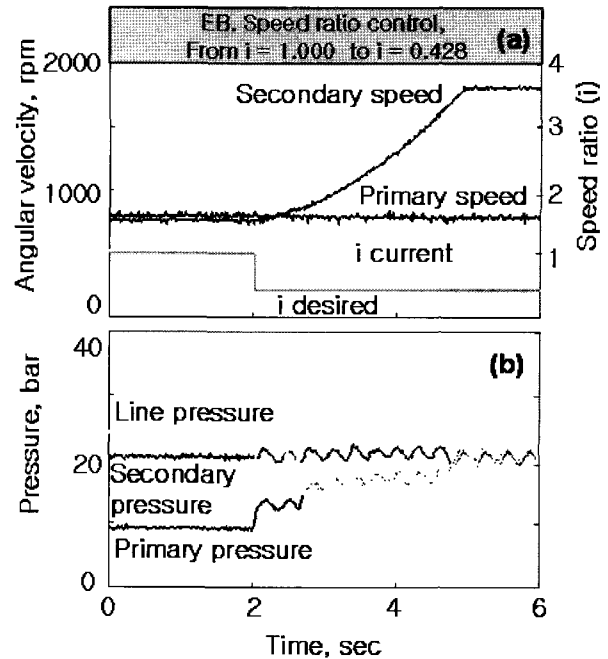 EB. Speed ratio control,
From i = 1.000 to i = 0.428
(a)
2000
1000
0
Angular velocity, rpm
4
3
2
1
Speed ratio (i)
Secondary speed
Primary speed
i current
i desired
(b)
40
20
0
Pressure, bar
Line pressure
Secondary
pressure
Primary pressure
0
2
4
6
Time, sec